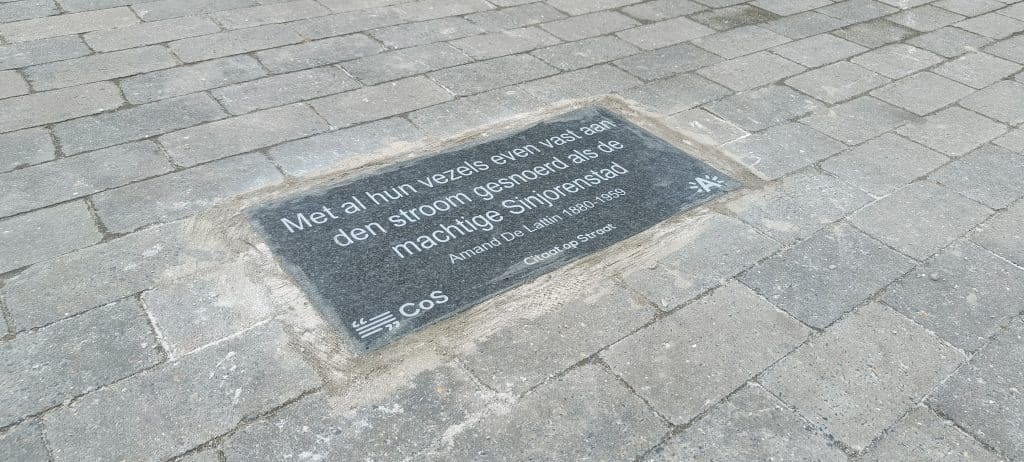 Met al hun vezels even vast aan
den stroom gesnoerd als de
machtige Sinjorenstad
Amand De Lattin 1880-1959
Citaat op Straat
“ ” CoS
A